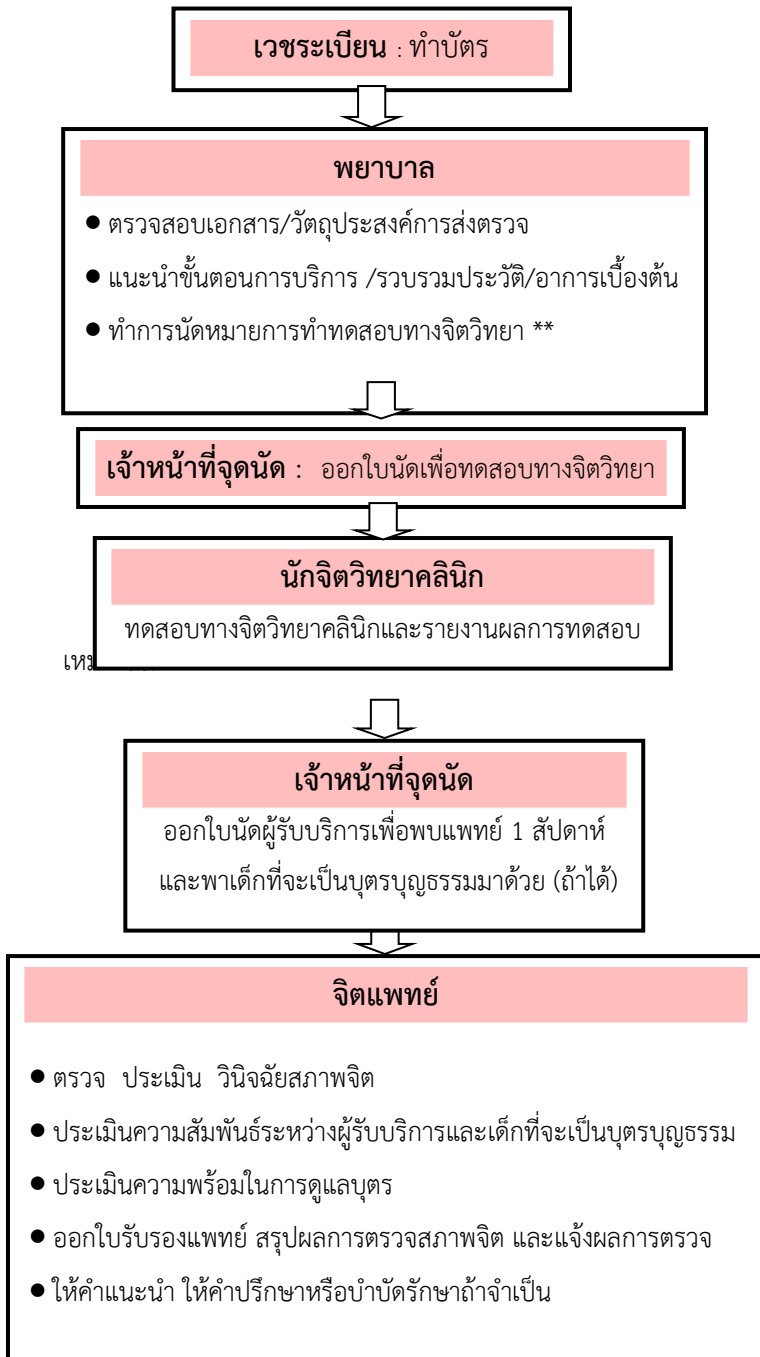 เวชระเบียน : ทำบัตร
พยาบาล
● ตรวจสอบเอกสาร/วัตถุประสงค์การส่งตรวจ
● แนะนำขั้นตอนการบริการ /รวบรวมประวัติ/อาการเบื้องต้น
● ทำการนัดหมายการทำทดสอบทางจิตวิทยา **
เจ้าหน้าที่จุดนัด : ออกใบนัดเพื่อทดสอบทางจิตวิทยา
นักจิตวิทยาคลินิก
ทดสอบทางจิตวิทยาคลินิกและรายงานผลการทดสอบ
เจ้าหน้าที่จุดนัด
ออกใบนัดผู้รับบริการเพื่อพบแพทย์ 1 สัปดาห์
และพาเด็กที่จะเป็นบุตรบุญธรรมมาด้วย (ถ้าได้)
จิตแพทย์
● ตรวจ ประเมิน วินิจฉัยสภาพจิต
● ประเมินความสัมพันธ์ระหว่างผู้รับบริการและเด็กที่จะเป็นบุตรบุญธรรม
● ประเมินความพร้อมในการดูแลบุตร
● ออกใบรับรองแพทย์ สรุปผลการตรวจสภาพจิต และแจ้งผลการตรวจ
● ให้คำแนะนำ ให้คำปรึกษาหรือบำบัดรักษาถ้าจำเป็น